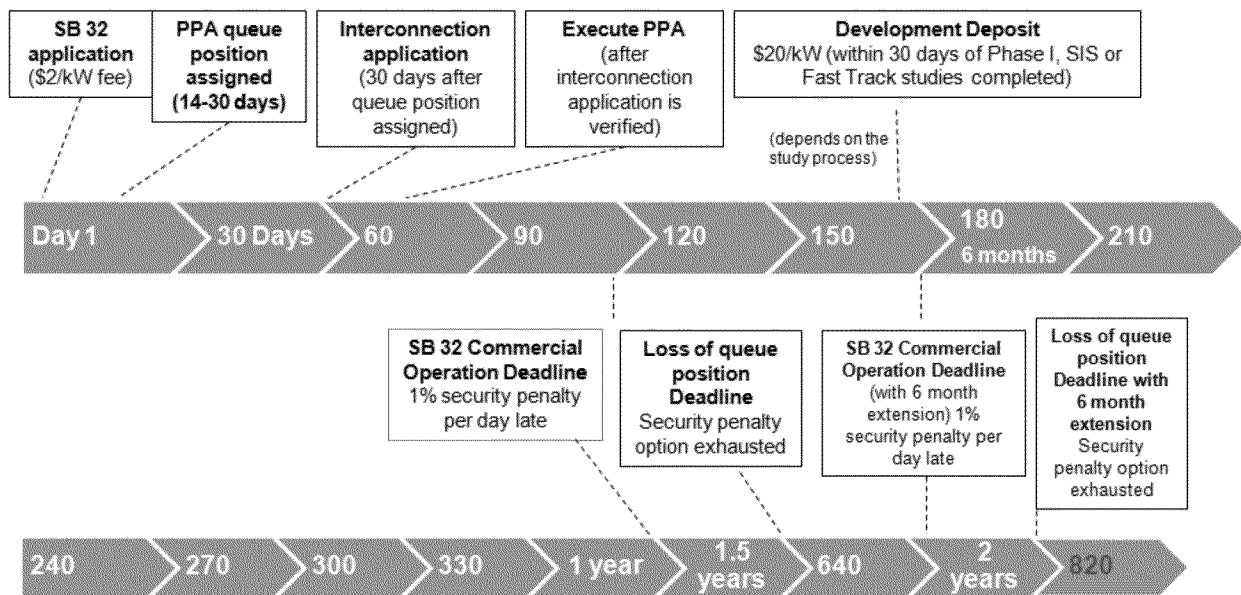 SB 32
application
($2/kW fee)
PPA queue
position
assigned
(14-30 days)
Interconnection
application
(30 days after
queue position
assigned)
Execute PPA
(after
interconnection
application is
verified)
Development Deposit
$20/kW (within 30 days of Phase I, SIS or
Fast Track studies completed)
(depends on the
study process)
Day 1
30 Days
60
90
120
150
180
6 months
210
SB 32 Commercial
Operation Deadline
1% security penalty
per day late
Loss of queue
position
Deadline
Security penalty
option exhausted
SB 32 Commercial
Operation Deadline
(with 6 month
extension) 1%
security penalty per
day late
Loss of queue
position
Deadline with
6 month
extension
Security
penalty option
exhausted
240
270
300
330
1 year
1.5
years
640
2
years
820